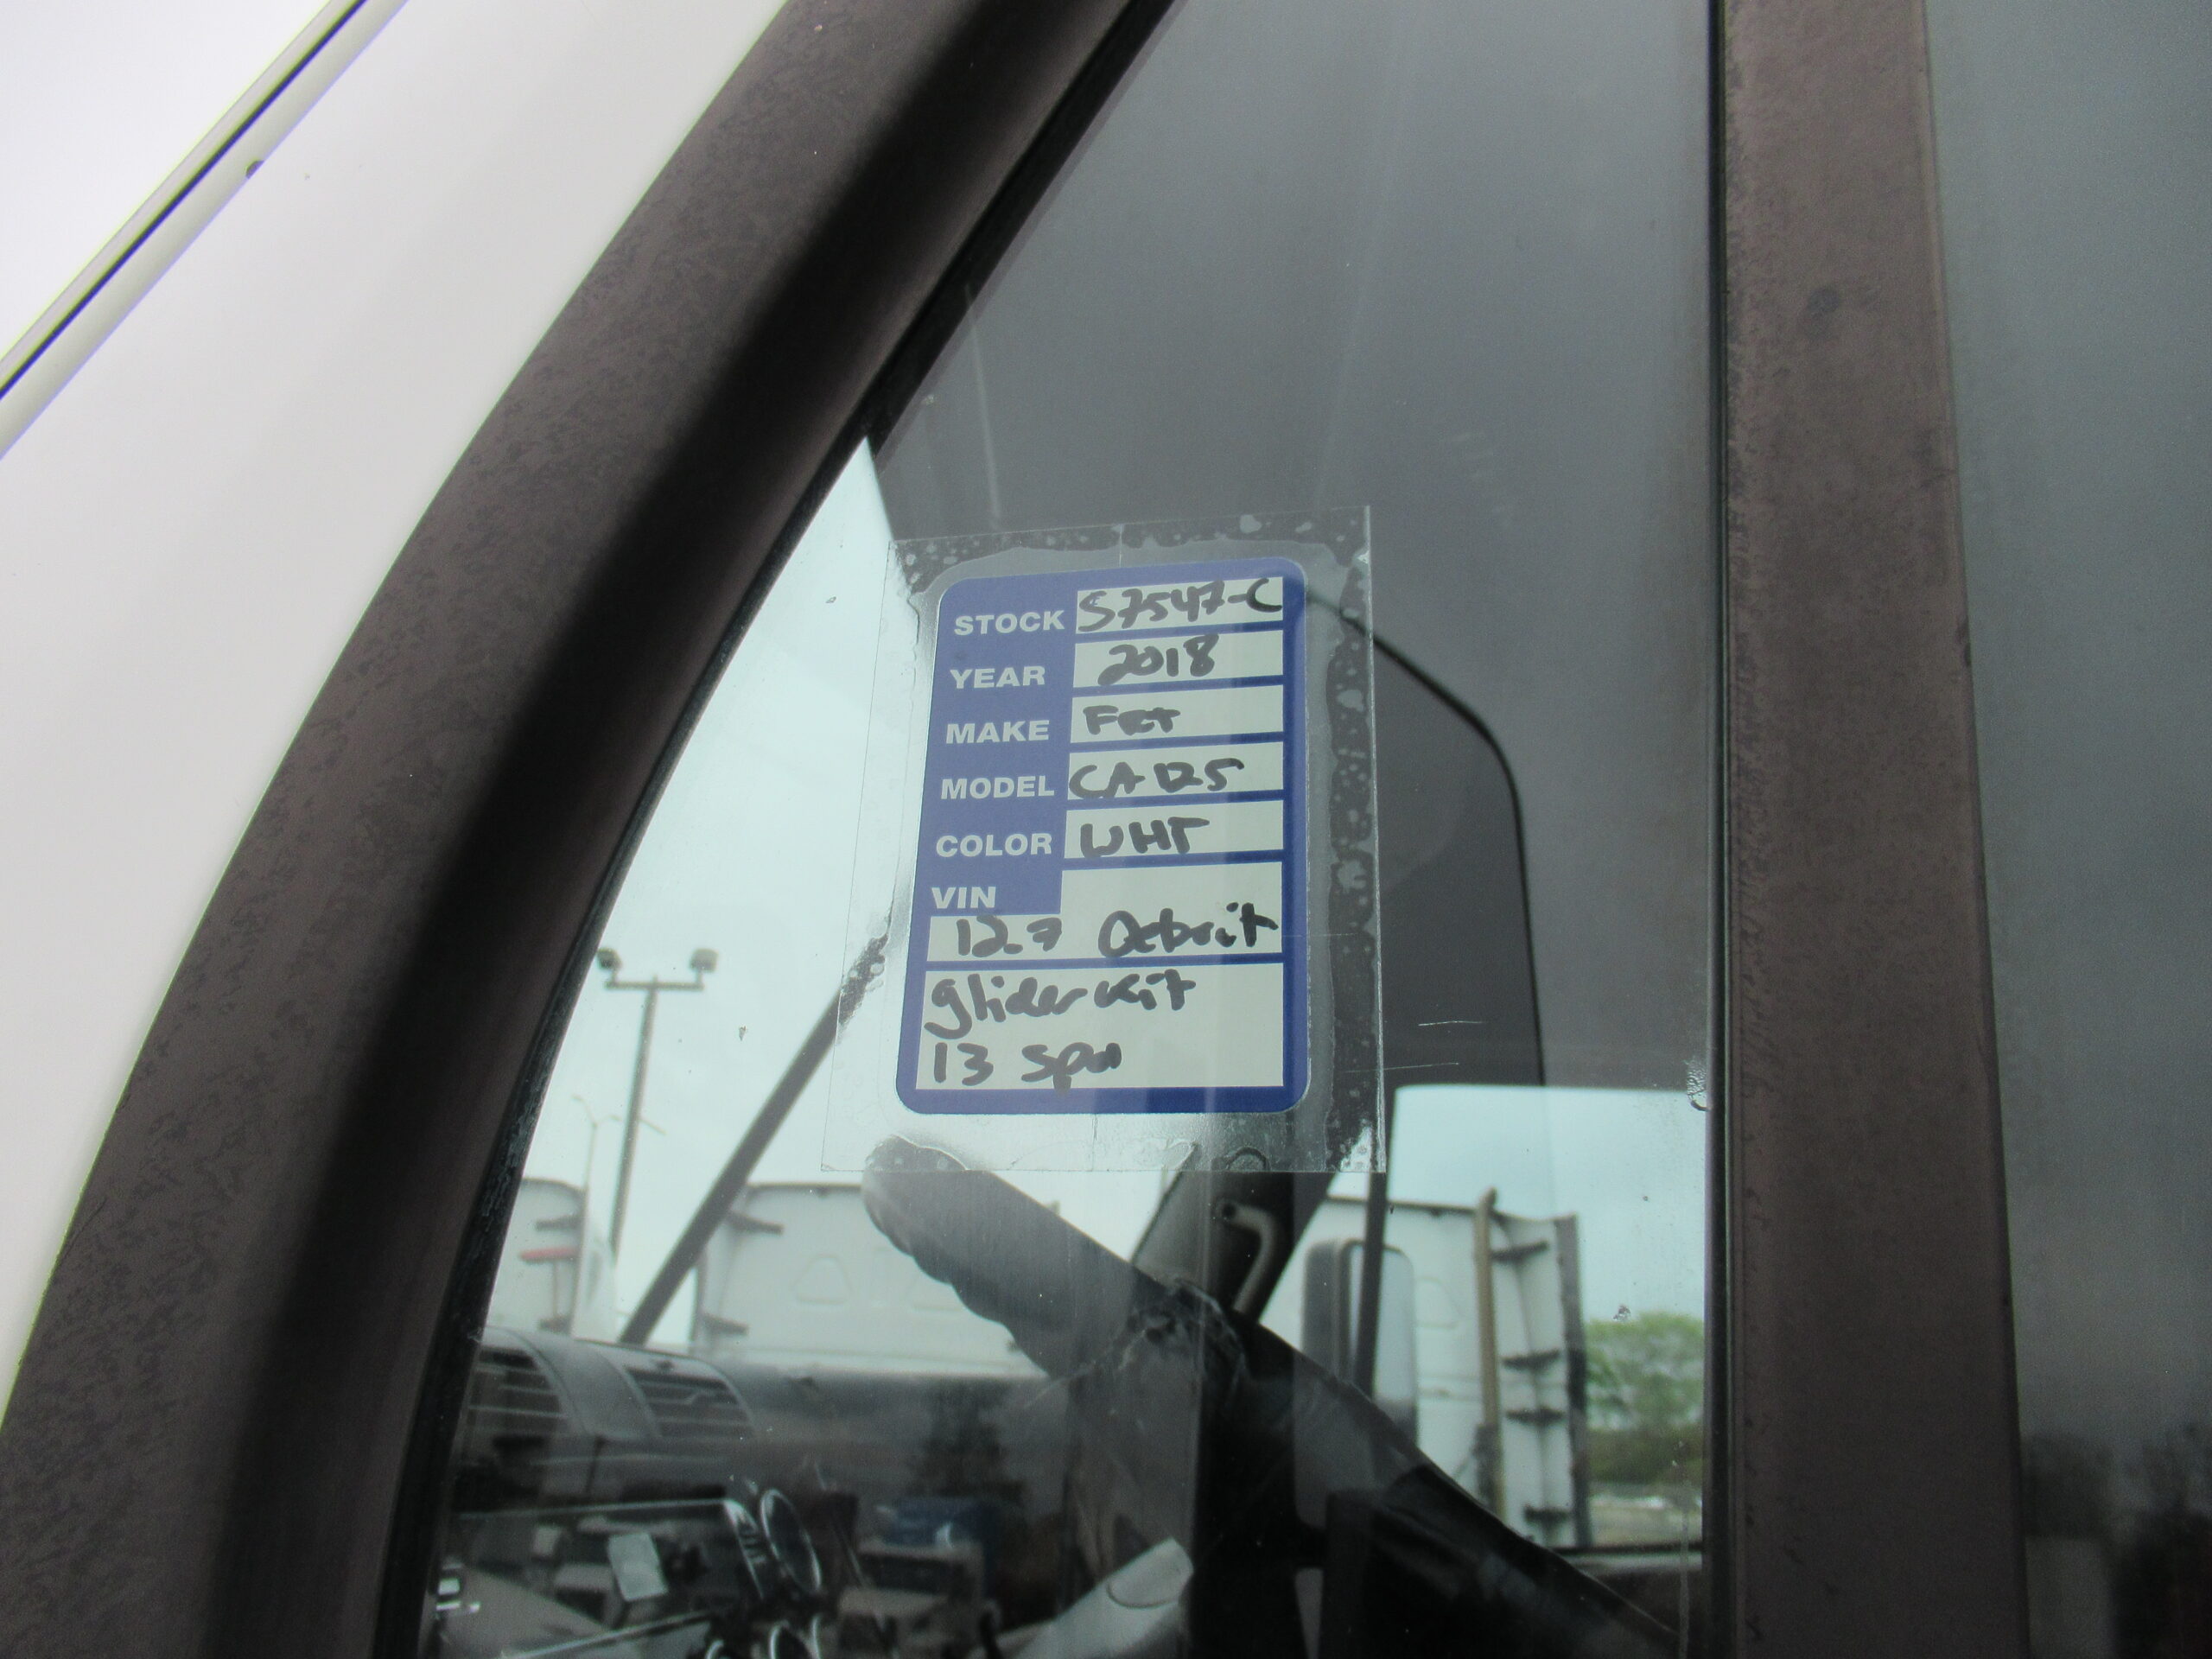 STOCK S7547-C
YEAR 2018
MAKE FRT
MODEL CA125
COLOR WHT
VIN
12.7 Detroit
glider kit
13 spd